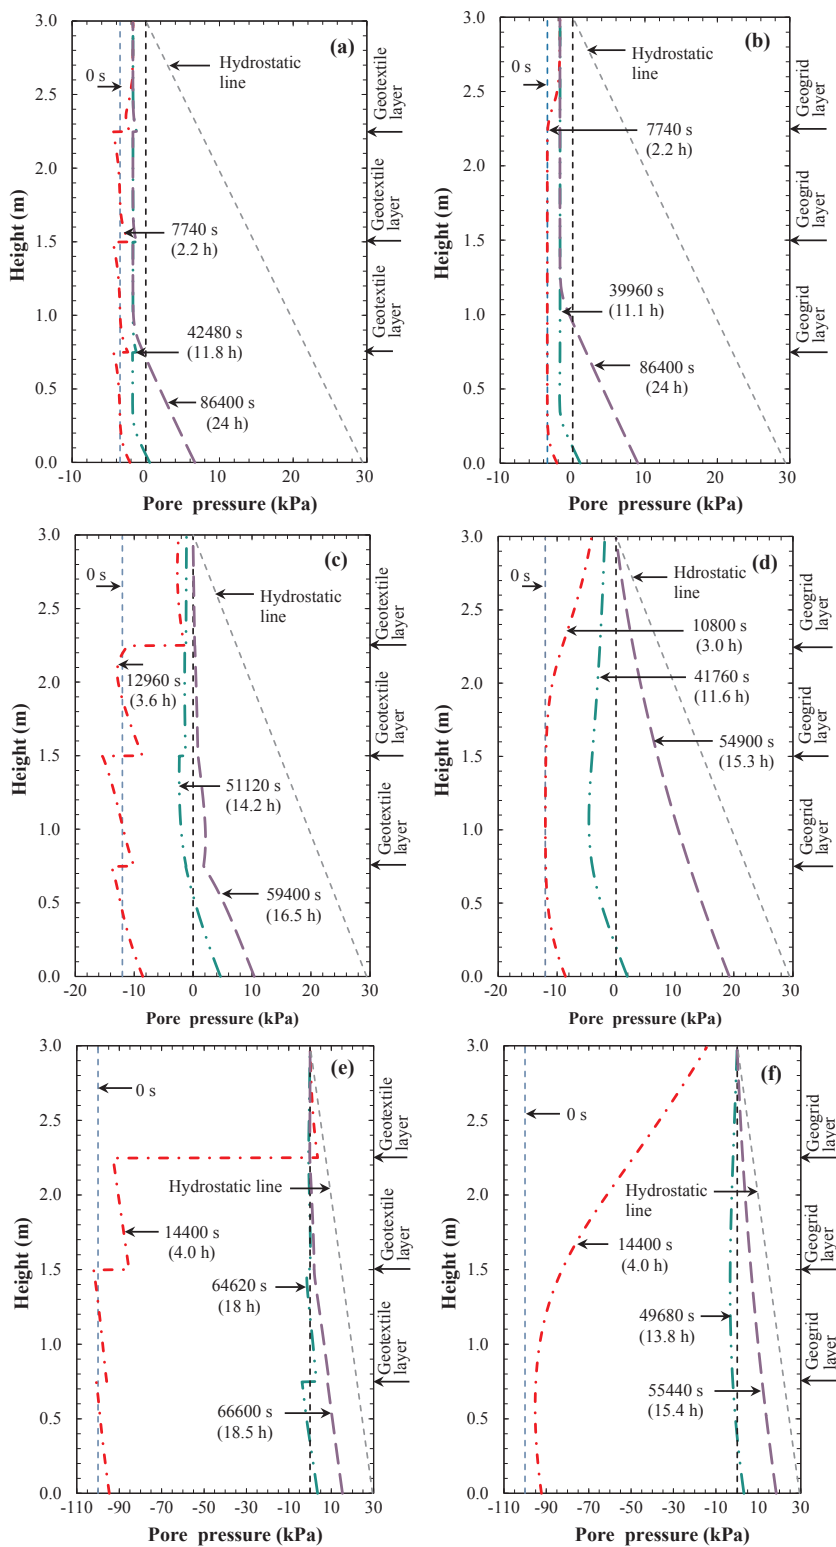 (a)
Height (m)
3.0
2.5
2.0
1.5
1.0
0.5
0.0
0 s
Hydrostatic
line
7740 s
(2.2 h)
42480 s
(11.8 h)
86400 s
(24 h)
Geotextile
layer
Geotextile
layer
Geotextile
layer
-10
0
10
20
30
Pore pressure (kPa)
(b)
Height (m)
3.0
2.5
2.0
1.5
1.0
0.5
0.0
0 s
Hydrostatic
line
7740 s
(2.2 h)
39960 s
(11.1 h)
86400 s
(24 h)
Geogrid
layer
Geogrid
layer
Geogrid
layer
-10
0
10
20
30
Pore pressure (kPa)
(c)
Height (m)
3.0
2.5
2.0
1.5
1.0
0.5
0.0
0 s
Hydrostatic
line
12960 s
(3.6 h)
51120 s
(14.2 h)
59400 s
(16.5 h)
Geotextile
layer
Geotextile
layer
Geotextile
layer
-20
-10
0
10
20
30
Pore pressure (kPa)
(d)
Height (m)
3.0
2.5
2.0
1.5
1.0
0.5
0.0
0 s
Hdrostatic
line
10800 s
(3.0 h)
41760 s
(11.6 h)
54900 s
(15.3 h)
Geogrid
layer
Geogrid
layer
Geogrid
layer
-20
-10
0
10
20
30
Pore pressure (kPa)
(e)
Height (m)
3.0
2.5
2.0
1.5
1.0
0.5
0.0
0 s
Hydrostatic line
14400 s
(4.0 h)
64620 s
(18 h)
66600 s
(18.5 h)
Geotextile
layer
Geotextile
layer
Geotextile
layer
-110
-90
-70
-50
-30
-10
10
30
Pore pressure (kPa)
(f)
Height (m)
3.0
2.5
2.0
1.5
1.0
0.5
0.0
0 s
Hydrostatic
line
14400 s
(4.0 h)
49680 s
(13.8 h)
55440 s
(15.4 h)
Geogrid
layer
Geogrid
layer
Geogrid
layer
-110
-90
-70
-50
-30
-10
10
30
Pore pressure (kPa)